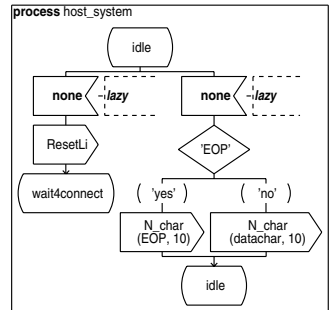 process host_system
idle
none
lazy
none
lazy
ResetLi
'EOP'
wait4connect
( 'yes' )
( 'no' )
N_char
(EOP, 10)
N_char
(datachar, 10)
idle